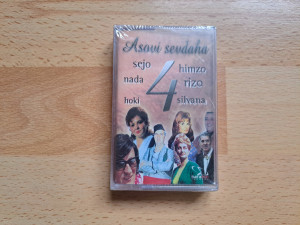 Asovi sevdaha
sejo himzo
nada 4 rizo
hoki silvana